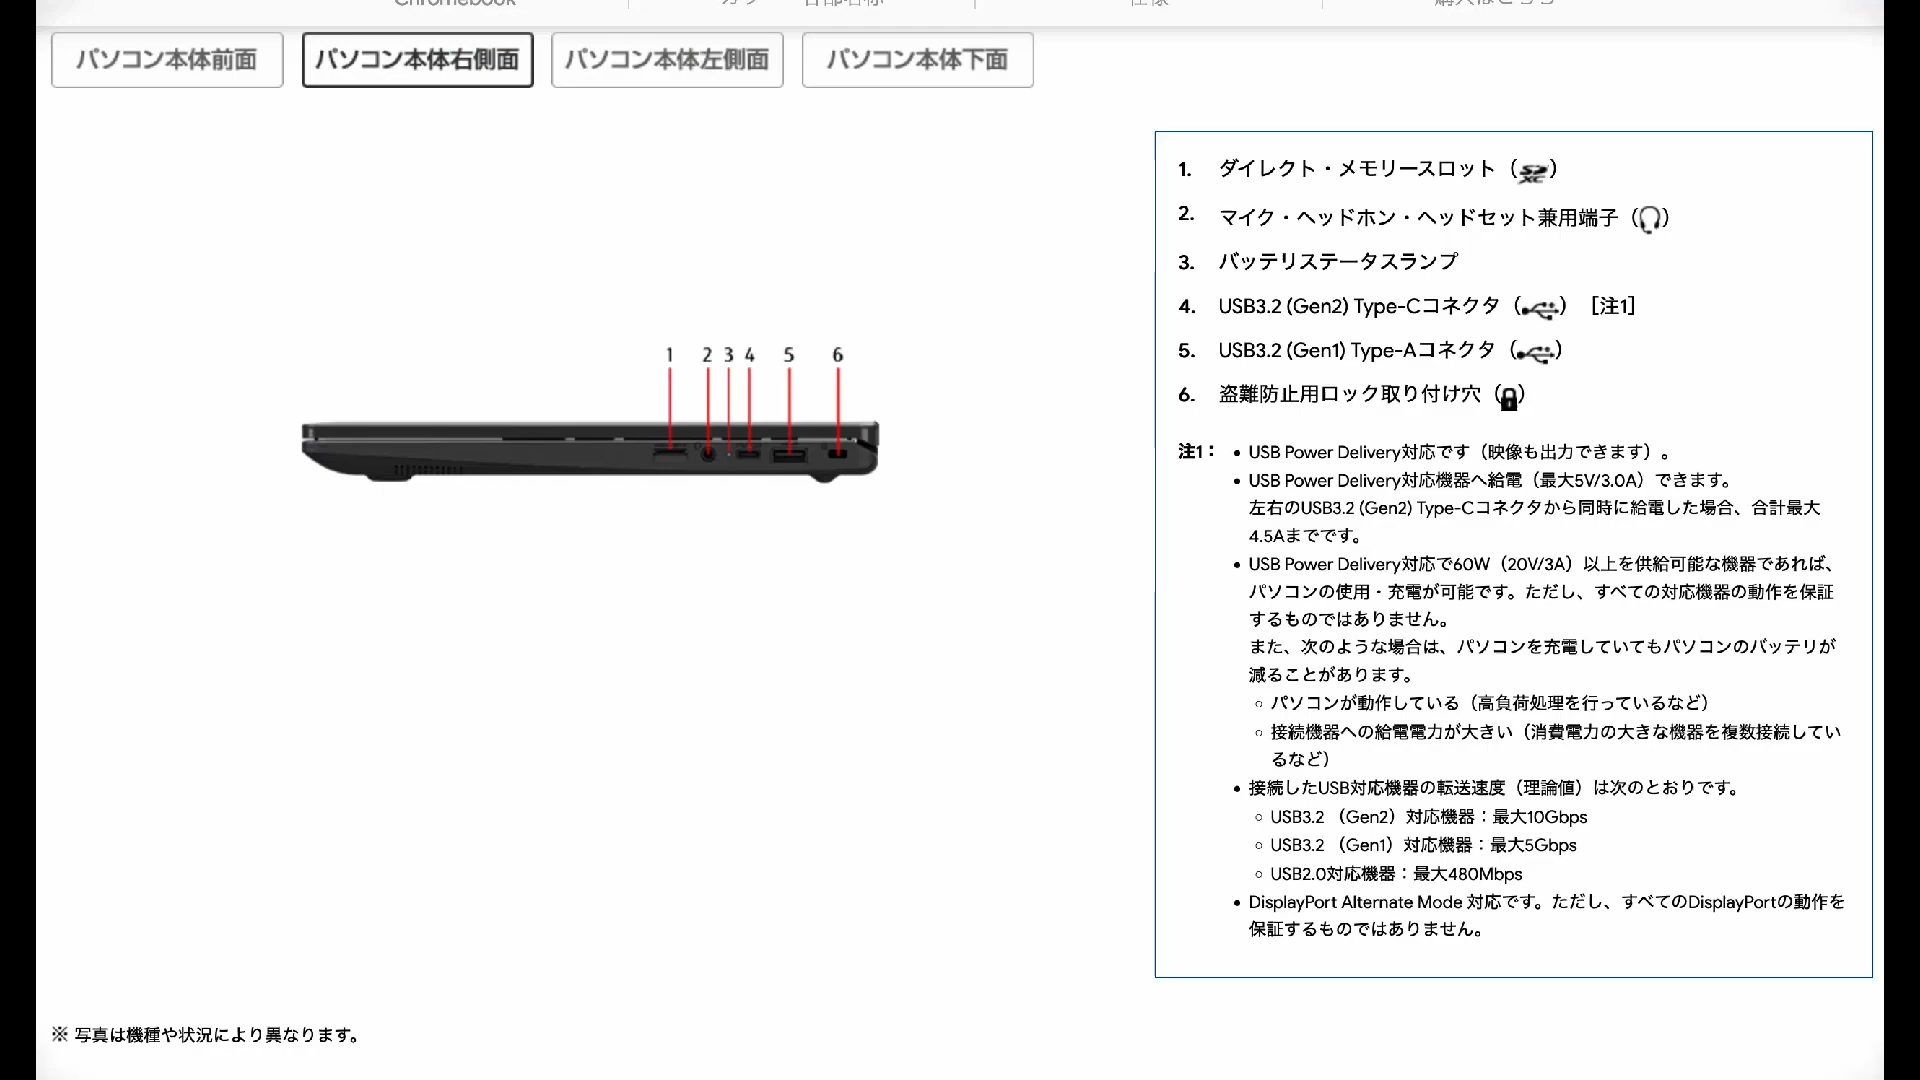 Chromebook
カラー・各部名称
仕様
購入はこちら
パソコン本体前面
パソコン本体右側面
パソコン本体左側面
パソコン本体下面
1 2 3 4 5 6
1. ダイレクト・メモリースロット（SDXC）
2. マイク・ヘッドホン・ヘッドセット兼用端子（）
3. バッテリステータスランプ
4. USB3.2 (Gen2) Type-Cコネクタ（）［注1］
5. USB3.2 (Gen1) Type-Aコネクタ（）
6. 盗難防止用ロック取り付け穴（）
注1： • USB Power Delivery対応です（映像も出力できます）。
• USB Power Delivery対応機器へ給電（最大5V/3.0A）できます。
左右のUSB3.2 (Gen2) Type-Cコネクタから同時に給電した場合、合計最大
4.5Aまでです。
• USB Power Delivery対応で60W（20V/3A）以上を供給可能な機器であれば、
パソコンの使用・充電が可能です。ただし、すべての対応機器の動作を保証
するものではありません。
また、次のような場合は、パソコンを充電していてもパソコンのバッテリが
減ることがあります。
◦ パソコンが動作している（高負荷処理を行っているなど）
◦ 接続機器への給電電力が大きい（消費電力の大きな機器を複数接続してい
るなど）
• 接続したUSB対応機器の転送速度（理論値）は次のとおりです。
◦ USB3.2 （Gen2）対応機器：最大10Gbps
◦ USB3.2 （Gen1）対応機器：最大5Gbps
◦ USB2.0対応機器：最大480Mbps
• DisplayPort Alternate Mode 対応です。ただし、すべてのDisplayPortの動作を
保証するものではありません。
※ 写真は機種や状況により異なります。